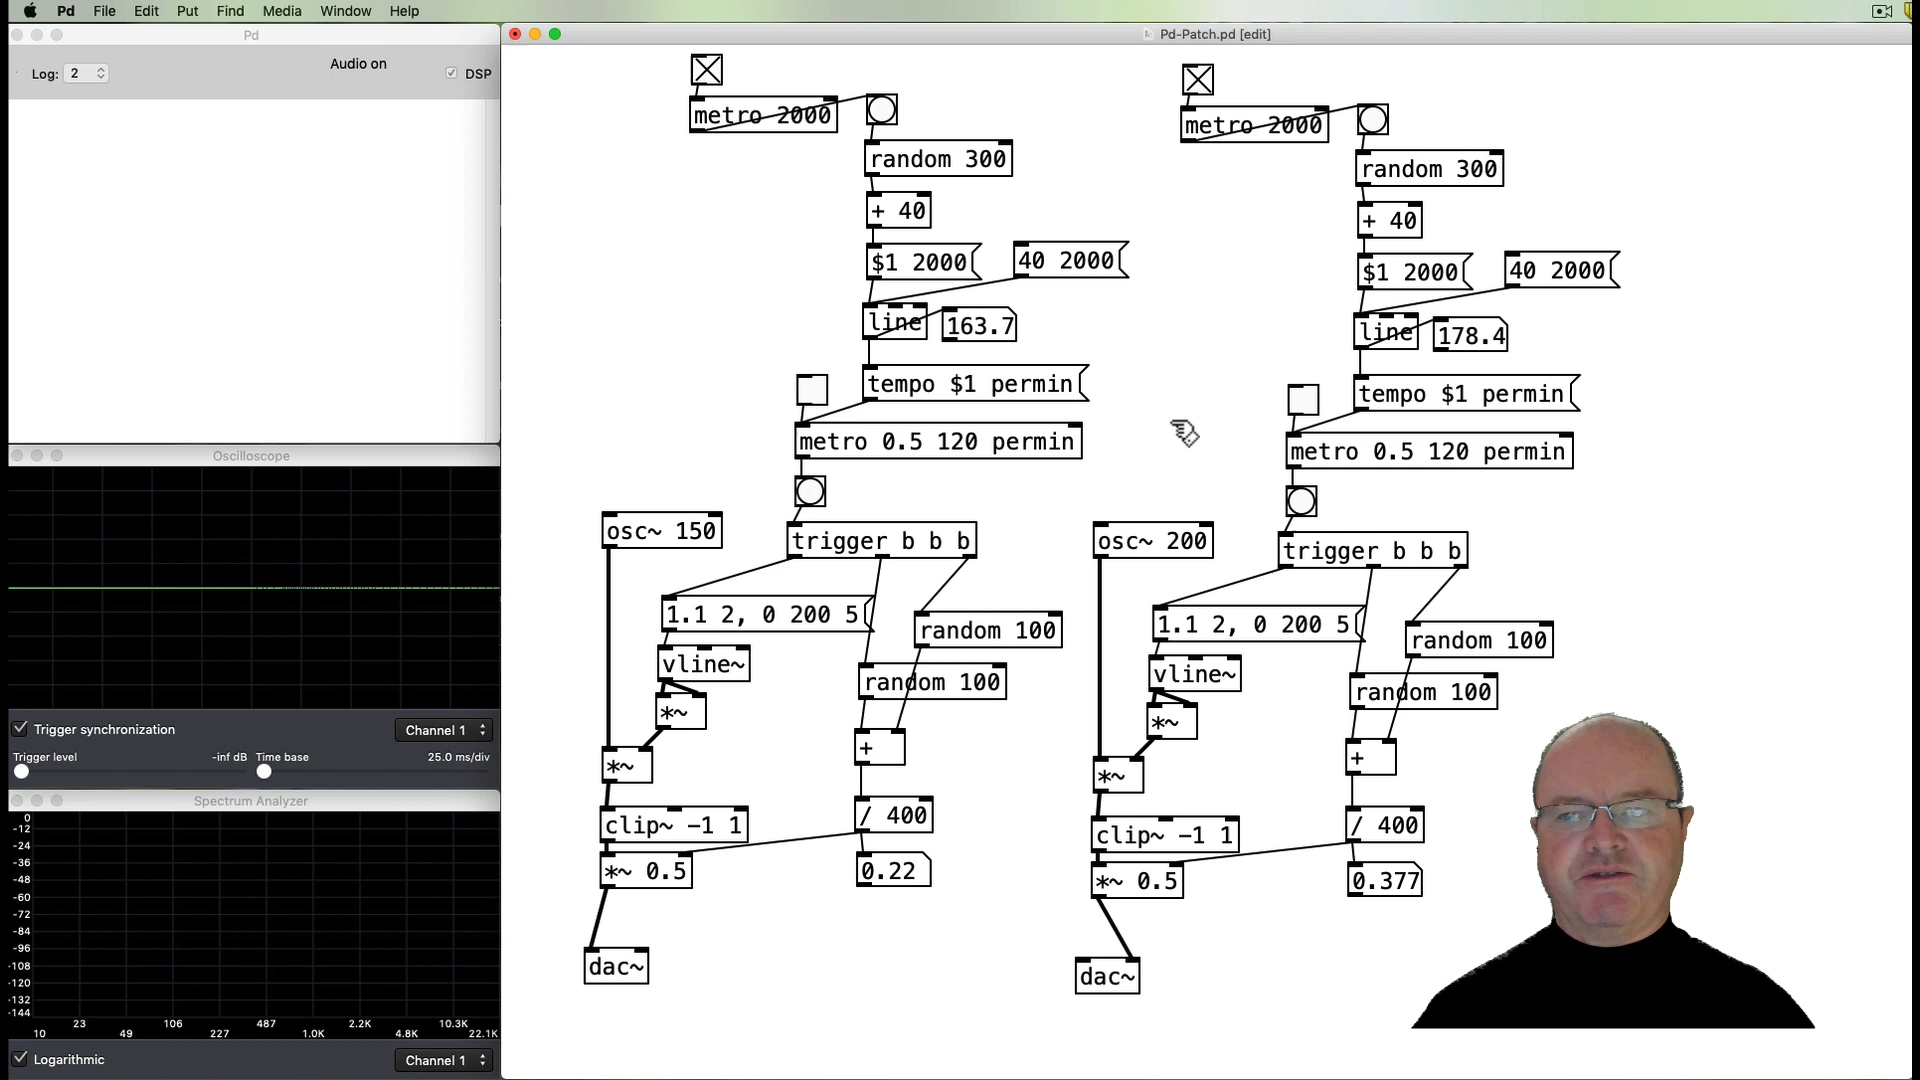 Pd File Edit Put Find Media Window Help
Pd
Log: 2
Audio on
DSP
Oscilloscope
Trigger synchronization
Channel 1
Trigger level
-inf dB
Time base
25.0 ms/div
Spectrum Analyzer
0
-12
-24
-36
-48
-60
-72
-84
-96
-108
-120
-132
-144
10
23
49
106
227
487
1.0K
2.2K
4.8K
10.3K
22.1K
Logarithmic
Channel 1
Pd-Patch.pd [edit]
metro 2000
random 300
+ 40
$1 2000
40 2000
line
163.7
tempo $1 permin
metro 0.5 120 permin
osc~ 150
trigger b b b
1.1 2, 0 200 5
random 100
vline~
random 100
*~
+
*~
/ 400
clip~ -1 1
*~ 0.5
0.22
dac~
metro 2000
random 300
+ 40
$1 2000
40 2000
line
178.4
tempo $1 permin
metro 0.5 120 permin
osc~ 200
trigger b b b
1.1 2, 0 200 5
random 100
vline~
random 100
*~
+
*~
/ 400
clip~ -1 1
*~ 0.5
0.377
dac~